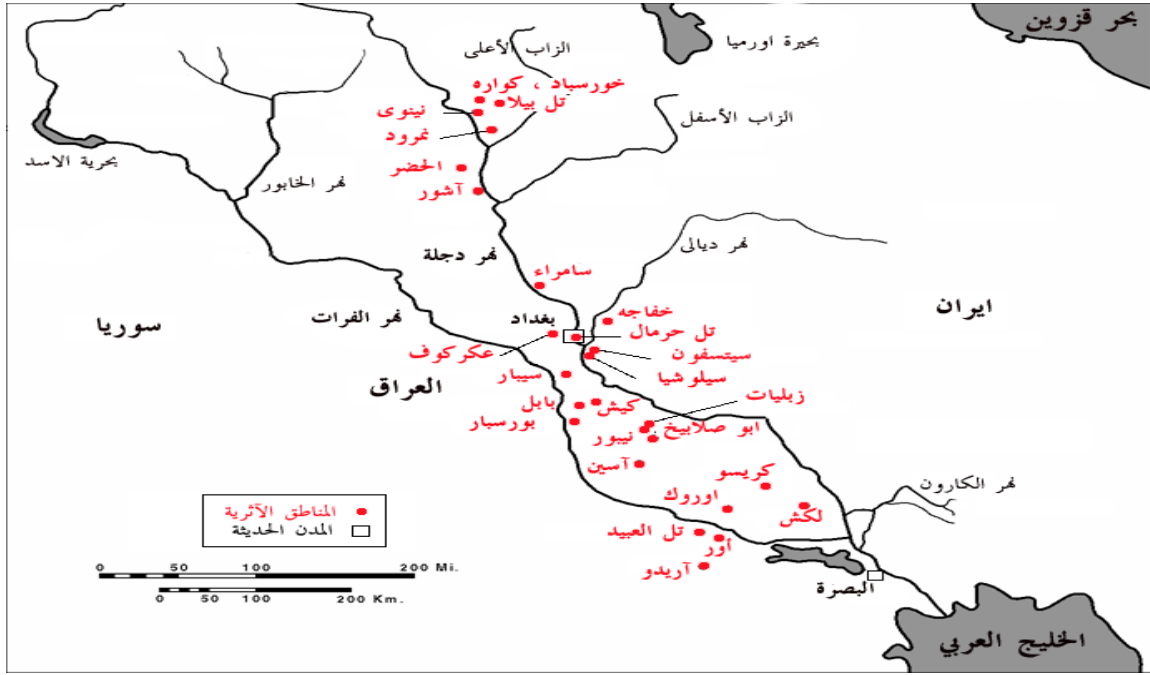 بحر قزوين
بحيرة اورميا
الزاب الأعلى
خورسباد ، كواره
تل بيلا
نينوى
نمرود
الزاب الأسفل
بحرية الاسد
الحضر
نهر الخابور
آشور
نهر ديالى
نهر دجلة
سامراء
ايران
سوريا
نهر الفرات
بغداد
خفاجه
تل حرمال
عكركوف
سيتسفون
سيلوشيا
سيبار
العراق
زبليات
كيش
بابل
بورسبار
ابو صلابيخ
نيبور
آسين
كريسو
نهر الكارون
اوروك
لكش
المناطق الآثرية
المدن الحديثة
تل العبيد
أور
آريدو
0 50 100 200 Mi.
0 50 100 200 Km.
البصرة
الخليج العربي